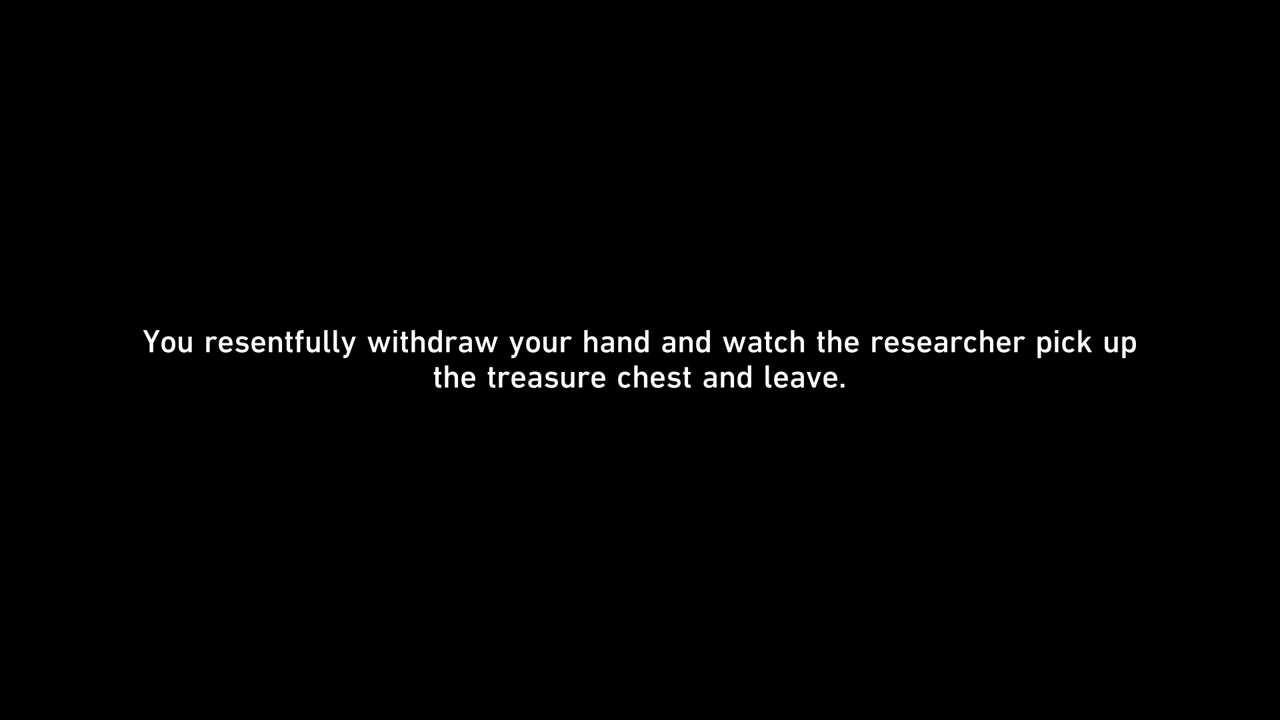 You resentfully withdraw your hand and watch the researcher pick up
the treasure chest and leave.